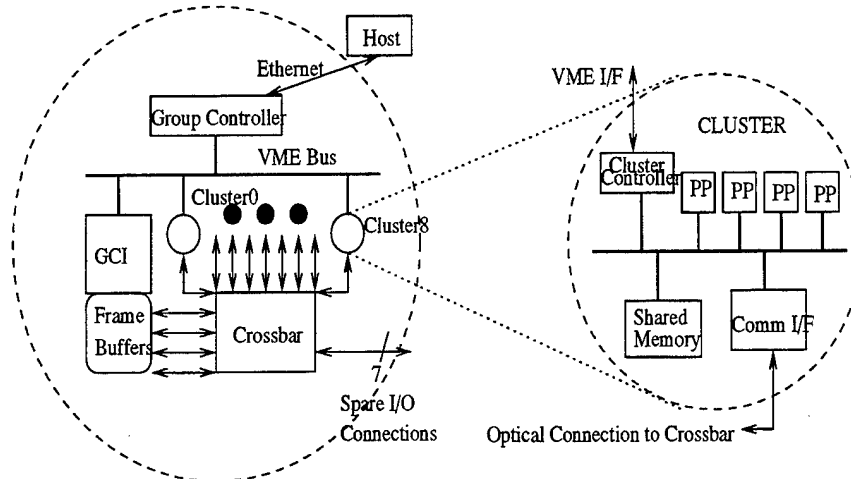 Host
Ethernet
Group Controller
VME Bus
Cluster0
Cluster8
GCI
Frame
Buffers
Crossbar
7
Spare I/O
Connections
VME I/F
CLUSTER
Cluster
Controller
PP PP PP PP
Shared
Memory
Comm I/F
Optical Connection to Crossbar